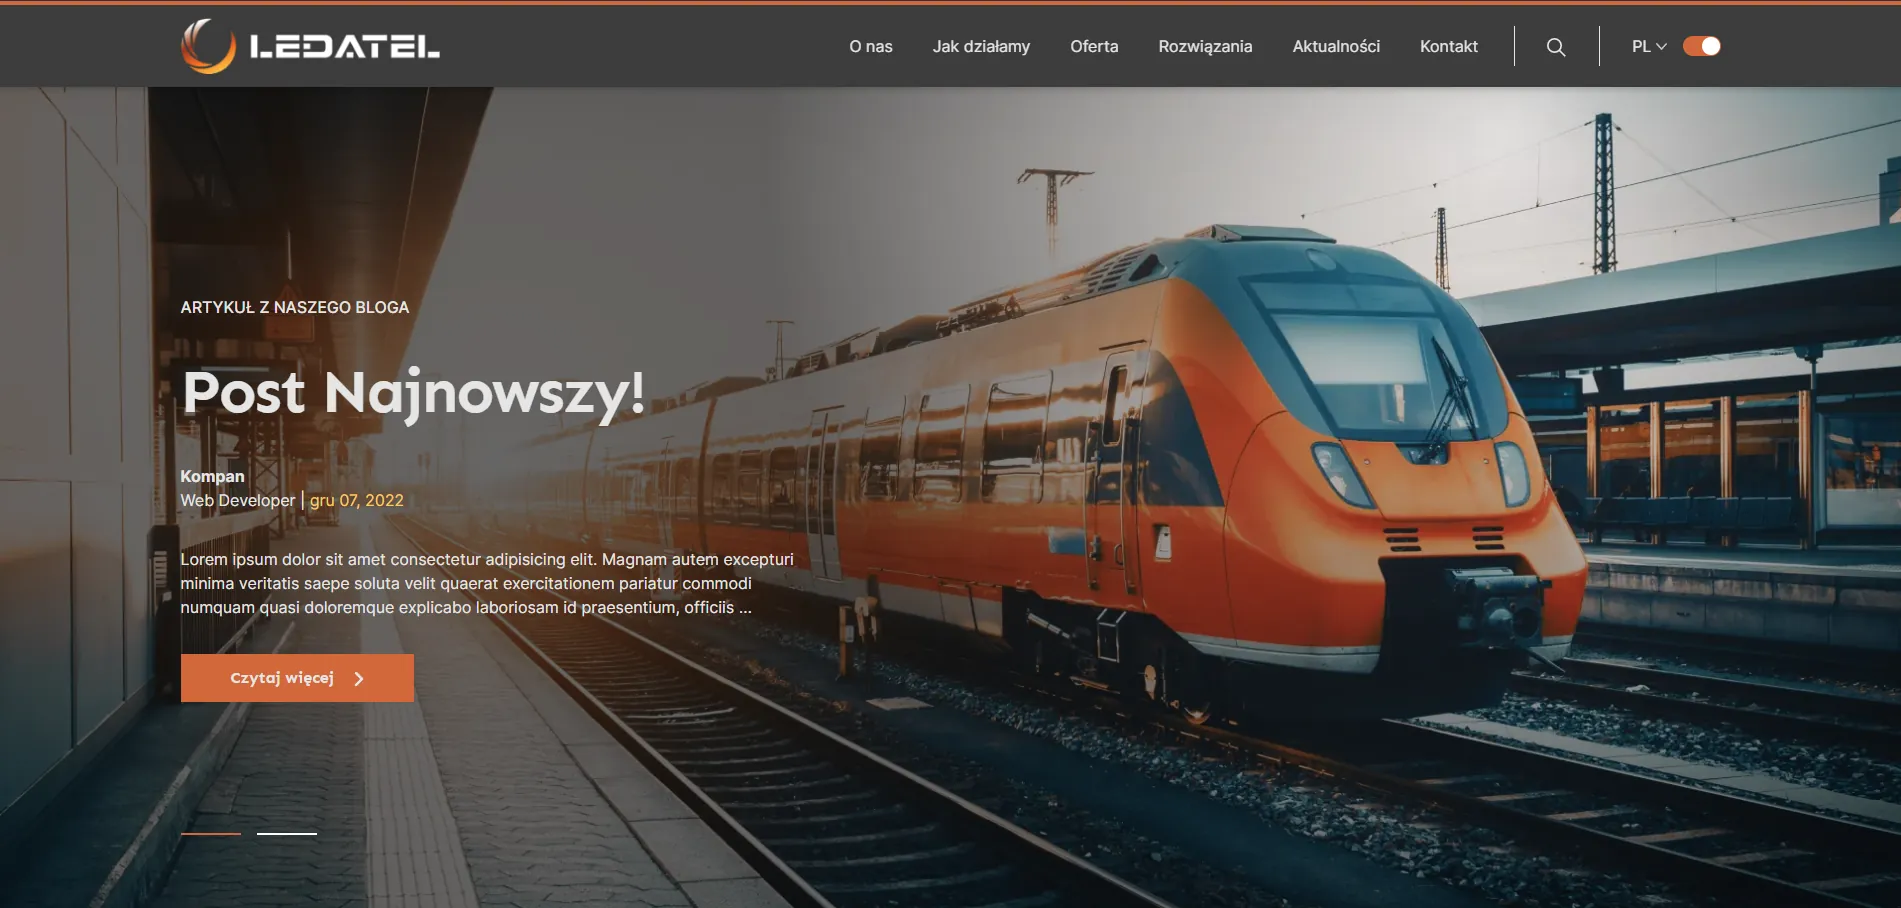 LEDATEL
O nas
Jak działamy
Oferta
Rozwiązania
Aktualności
Kontakt
PL
ARTYKUŁ Z NASZEGO BLOGA
Post Najnowszy!
Kompan
Web Developer | gru 07, 2022
Lorem ipsum dolor sit amet consectetur adipisicing elit. Magnam autem excepturi
minima veritatis saepe soluta velit quaerat exercitationem pariatur commodi
numquam quasi doloremque explicabo laboriosam id praesentium, officiis ...
Czytaj więcej